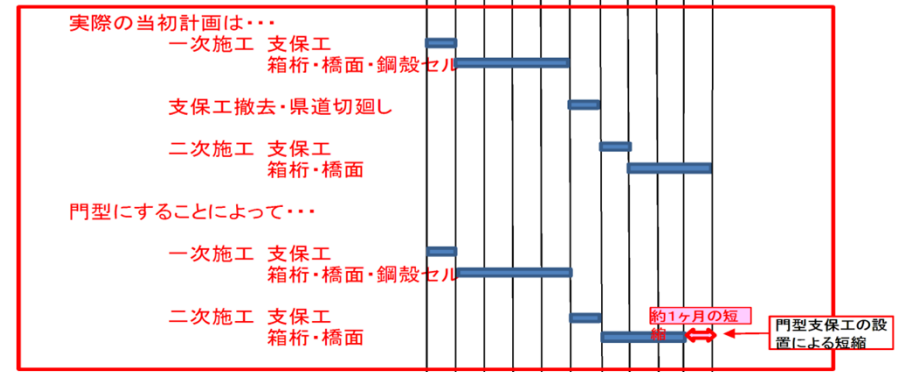 実際の当初計画は・・・
一次施工 支保工
箱桁・橋面・鋼殻セル
支保工撤去・県道切廻し
二次施工 支保工
箱桁・橋面
門型にすることによって・・・
一次施工 支保工
箱桁・橋面・鋼殻セル
二次施工 支保工
箱桁・橋面
約1ヶ月の短
縮
門型支保工の設
置による短縮